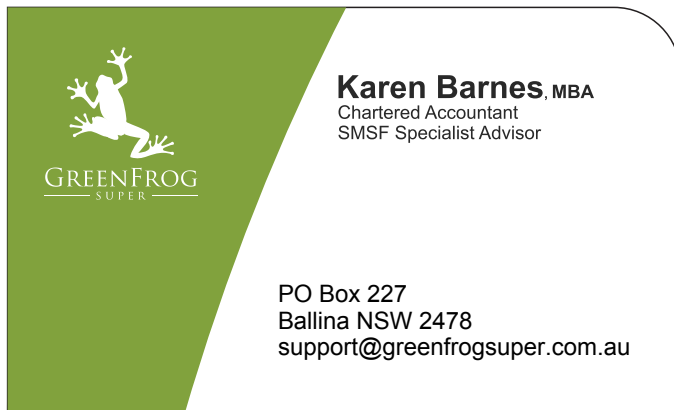 GREENFROG
SUPER
Karen Barnes, MBA
Chartered Accountant
SMSF Specialist Advisor
PO Box 227
Ballina NSW 2478
support@greenfrogsuper.com.au